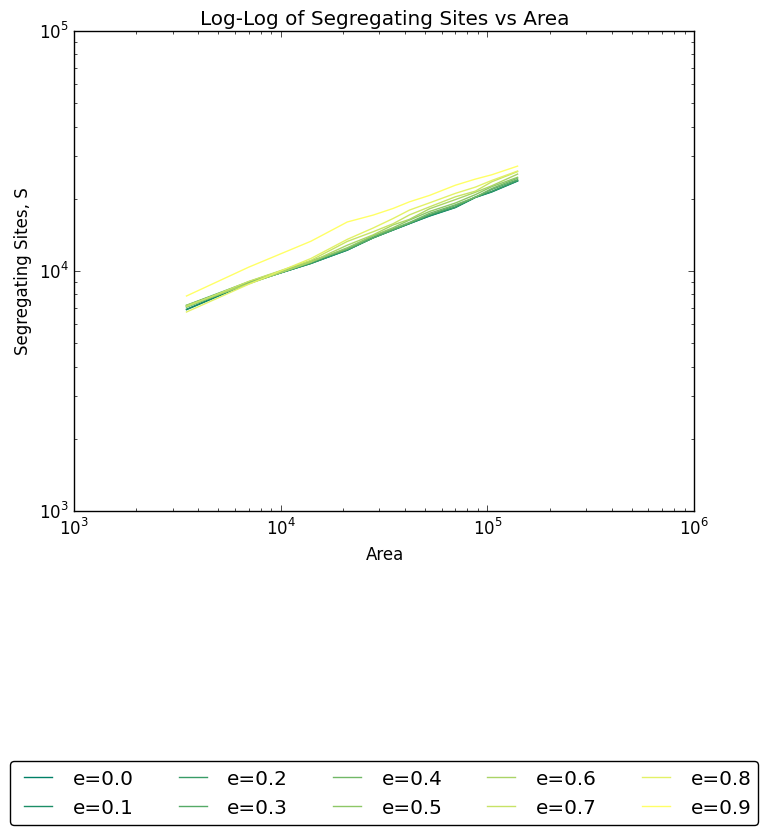 Log-Log of Segregating Sites vs Area
10^5
10^4
10^3
Segregating Sites, S
10^3 10^4 10^5 10^6
Area
e=0.0 e=0.2 e=0.4 e=0.6 e=0.8
e=0.1 e=0.3 e=0.5 e=0.7 e=0.9